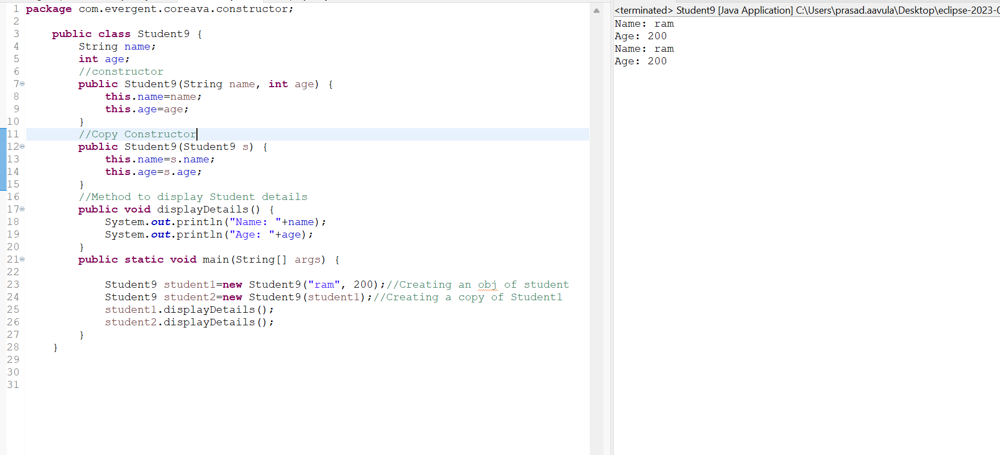 1 package com.evergent.coreava.constructor;
2
3 public class Student9 {
4 String name;
5 int age;
6 //constructor
7 public Student9(String name, int age) {
8 this.name=name;
9 this.age=age;
10 }
11 //Copy Constructor
12 public Student9(Student9 s) {
13 this.name=s.name;
14 this.age=s.age;
15 }
16 //Method to display Student details
17 public void displayDetails() {
18 System.out.println("Name: "+name);
19 System.out.println("Age: "+age);
20 }
21 public static void main(String[] args) {
22
23 Student9 student1=new Student9("ram", 200);//Creating an obj of student
24 Student9 student2=new Student9(student1);//Creating a copy of Student1
25 student1.displayDetails();
26 student2.displayDetails();
27 }
28 }
29
30
31
<terminated> Student9 [Java Application] C:\Users\prasad.aavula\Desktop\eclipse-2023-0
Name: ram
Age: 200
Name: ram
Age: 200